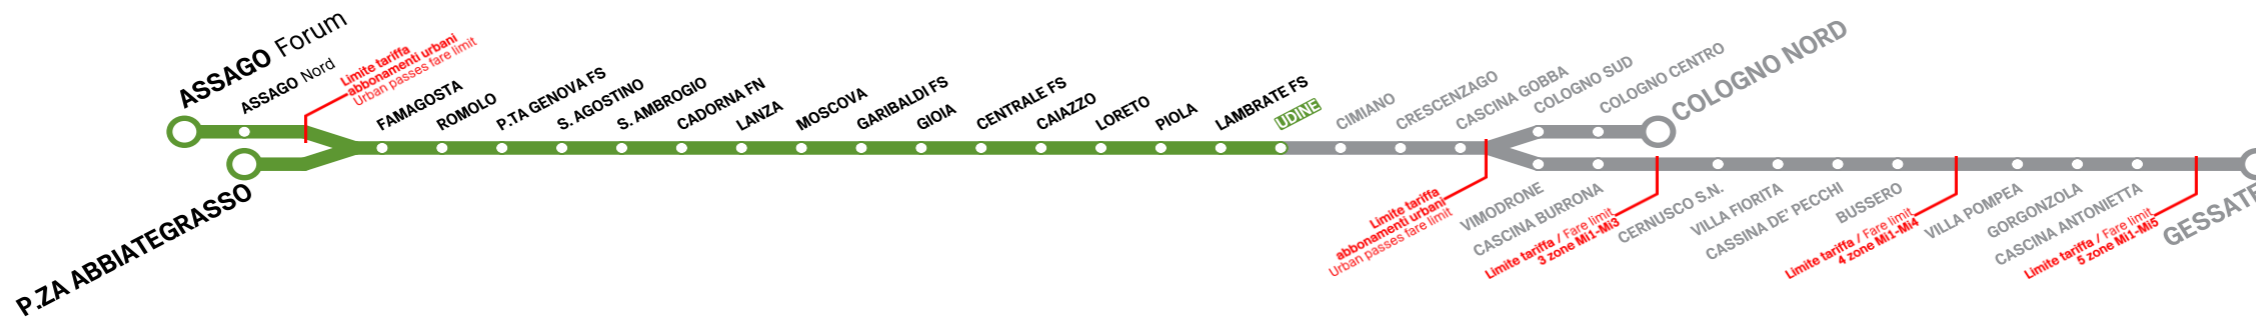 ASSAGO Forum
ASSAGO Nord
Limite tariffa
abbonamenti urbani
Urban passes fare limit
P.ZA ABBIATEGRASSO
FAMAGOSTA
ROMOLO
P.TA GENOVA FS
S. AGOSTINO
S. AMBROGIO
CADORNA FN
LANZA
MOSCOVA
GARIBALDI FS
GIOIA
CENTRALE FS
CAIAZZO
LORETO
PIOLA
LAMBRATE FS
UDINE
CIMIANO
CRESCENZAGO
CASCINA GOBBA
Limite tariffa
abbonamenti urbani
Urban passes fare limit
COLOGNO SUD
COLOGNO CENTRO
COLOGNO NORD
VIMODRONE
CASCINA BURRONA
Limite tariffa / Fare limit
3 zone Mi1-Mi3
CERNUSCO S.N.
VILLA FIORITA
CASSINA DE' PECCHI
BUSSERO
Limite tariffa / Fare limit
4 zone Mi1-Mi4
VILLA POMPEA
GORGONZOLA
CASCINA ANTONIETTA
Limite tariffa / Fare limit
5 zone Mi1-Mi5
GESSATE